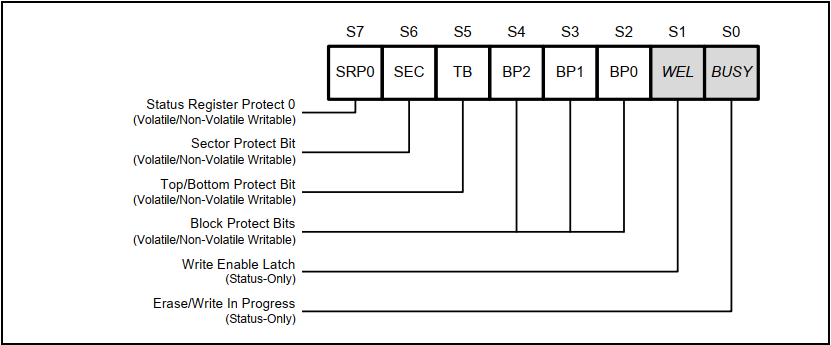 S7 S6 S5 S4 S3 S2 S1 S0
SRP0 SEC TB BP2 BP1 BP0 WEL BUSY
Status Register Protect 0
(Volatile/Non-Volatile Writable)
Sector Protect Bit
(Volatile/Non-Volatile Writable)
Top/Bottom Protect Bit
(Volatile/Non-Volatile Writable)
Block Protect Bits
(Volatile/Non-Volatile Writable)
Write Enable Latch
(Status-Only)
Erase/Write In Progress
(Status-Only)